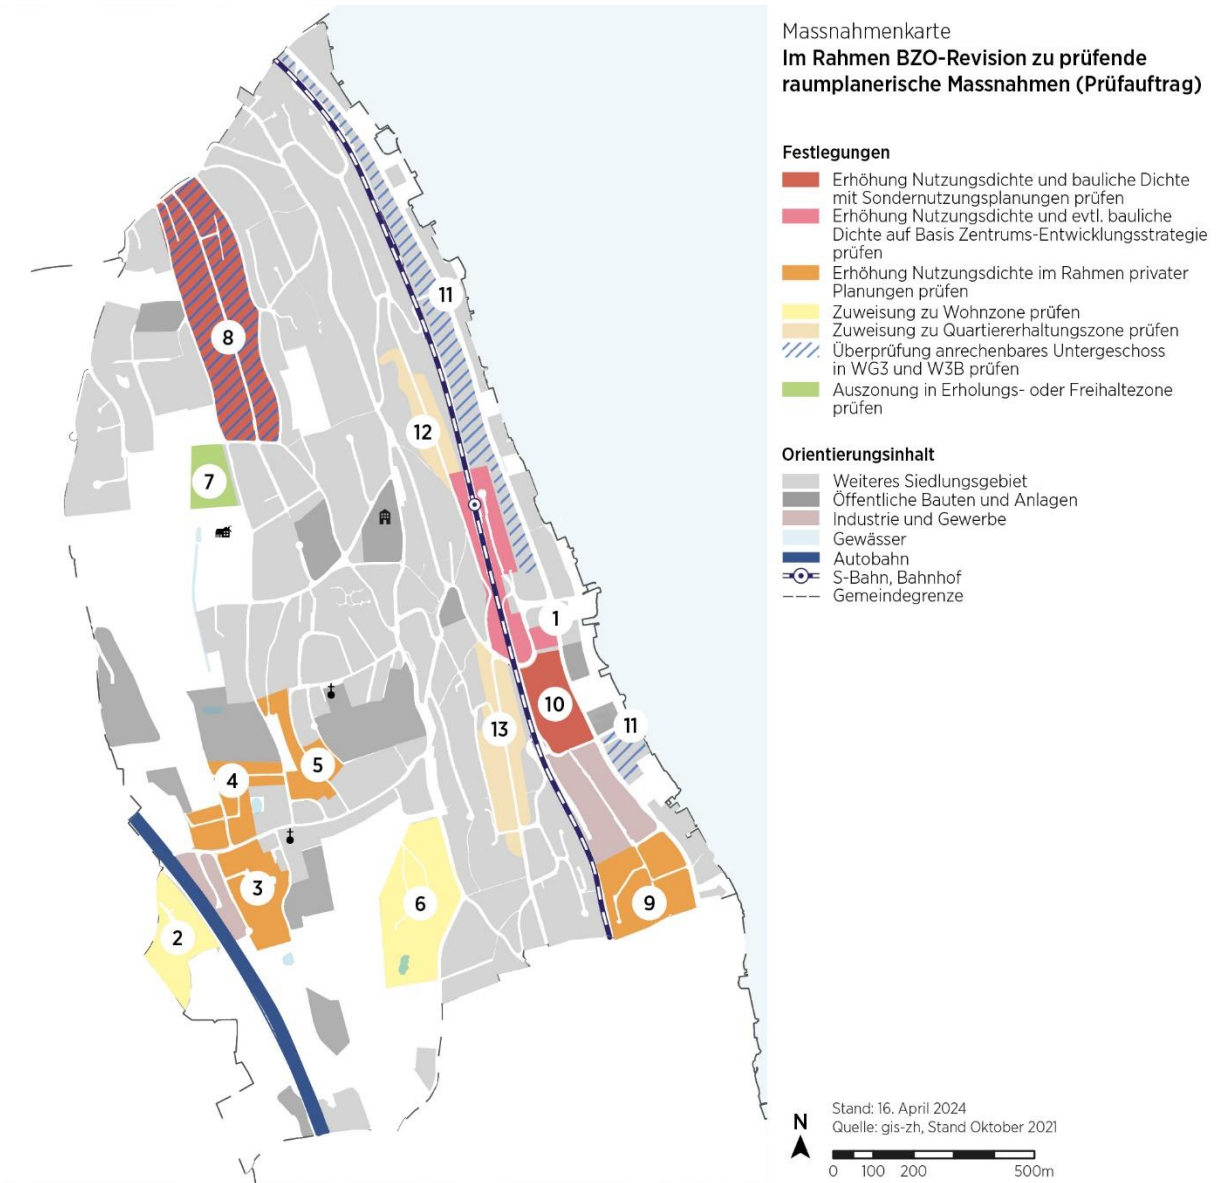 Massnahmenkarte
Im Rahmen BZO-Revision zu prüfende
raumplanerische Massnahmen (Prüfauftrag)
Festlegungen
Erhöhung Nutzungsdichte und bauliche Dichte
mit Sondernutzungsplanungen prüfen
Erhöhung Nutzungsdichte und evtl. bauliche
Dichte auf Basis Zentrums-Entwicklungsstrategie
prüfen
Erhöhung Nutzungsdichte im Rahmen privater
Planungen prüfen
Zuweisung zu Wohnzone prüfen
Zuweisung zu Quartiererhaltungszone prüfen
Überprüfung anrechenbares Untergeschoss
in WG3 und W3B prüfen
Auszonung in Erholungs- oder Freihaltezone
prüfen
Orientierungsinhalt
Weiteres Siedlungsgebiet
Öffentliche Bauten und Anlagen
Industrie und Gewerbe
Gewässer
Autobahn
S-Bahn, Bahnhof
Gemeindegrenze
11
8
12
7
1
10
11
13
5
4
3
6
9
2
N
Stand: 16. April 2024
Quelle: gis-zh, Stand Oktober 2021
0 100 200 500m